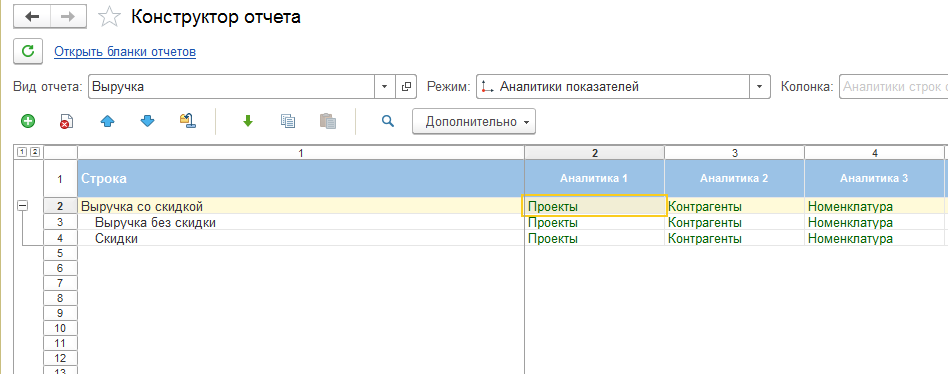 Конструктор отчета
Открыть бланки отчетов
Вид отчета: Выручка Режим: Аналитики показателей Колонка: Аналитики строк
Дополнительно
1 2 1 2 3 4
1 Строка Аналитика 1 Аналитика 2 Аналитика 3
2 Выручка со скидкой Проекты Контрагенты Номенклатура
3 Выручка без скидки Проекты Контрагенты Номенклатура
4 Скидки Проекты Контрагенты Номенклатура
5
6
7
8
9
10
11
12
13